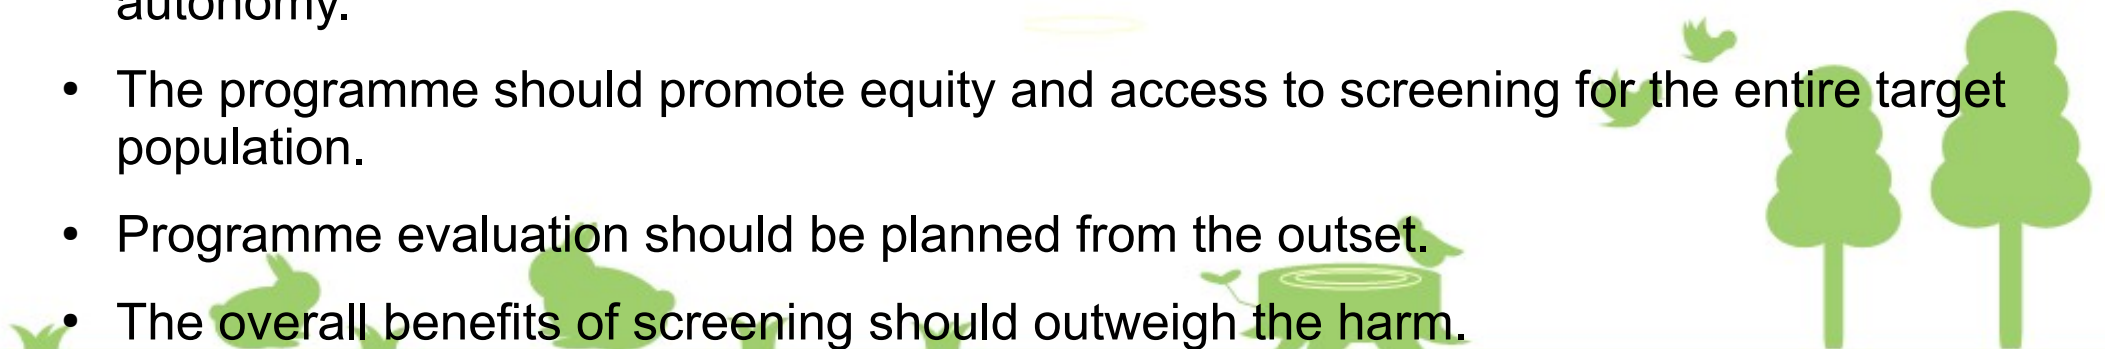 autonomy.
• The programme should promote equity and access to screening for the entire target
population.
• Programme evaluation should be planned from the outset.
• The overall benefits of screening should outweigh the harm.